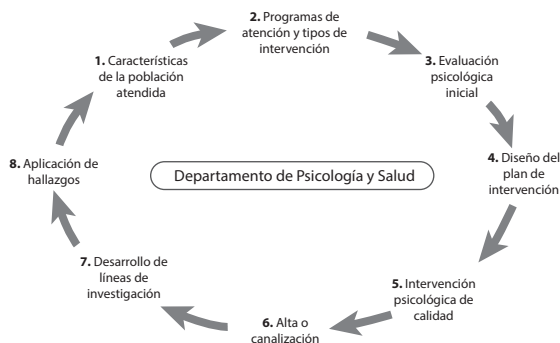 1. Características
de la población
atendida
2. Programas de
atención y tipos de
intervención
3. Evaluación
psicológica
inicial
4. Diseño del
plan de
intervención
5. Intervención
psicológica de
calidad
6. Alta o
canalización
7. Desarrollo de
líneas de
investigación
8. Aplicación de
hallazgos
Departamento de Psicología y Salud